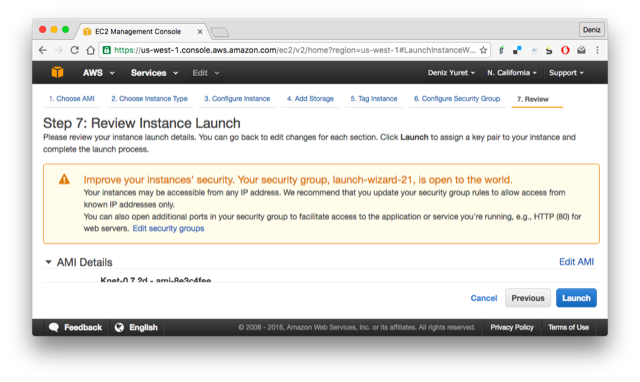 EC2 Management Console
Deniz
https://us-west-1.console.aws.amazon.com/ec2/v2/home?region=us-west-1#LaunchInstanceW...
AWS Services Edit Deniz Yuret N. California Support
1. Choose AMI 2. Choose Instance Type 3. Configure Instance 4. Add Storage 5. Tag Instance 6. Configure Security Group 7. Review
Step 7: Review Instance Launch
Please review your instance launch details. You can go back to edit changes for each section. Click Launch to assign a key pair to your instance and
complete the launch process.
Improve your instances' security. Your security group, launch-wizard-21, is open to the world.
Your instances may be accessible from any IP address. We recommend that you update your security group rules to allow access from
known IP addresses only.
You can also open additional ports in your security group to facilitate access to the application or service you're running, e.g., HTTP (80) for
web servers. Edit security groups
AMI Details Edit AMI
Knet-0.7.2d - ami-8e3c4fee
Cancel Previous Launch
Feedback English © 2008 - 2016, Amazon Web Services, Inc. or its affiliates. All rights reserved. Privacy Policy Terms of Use